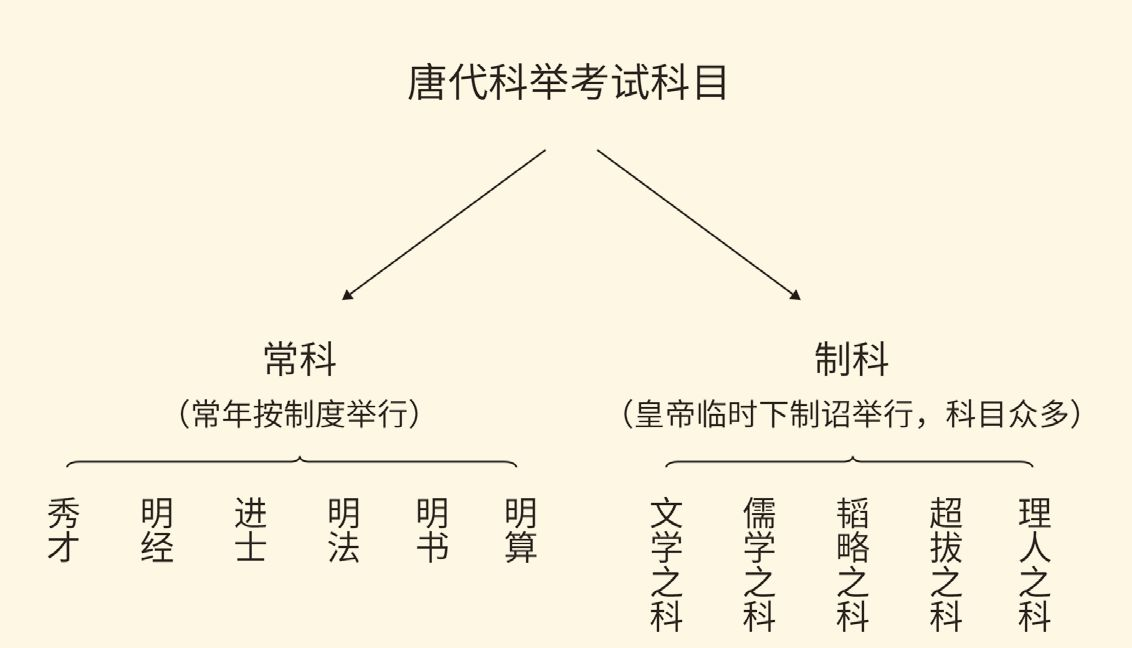 唐代科举考试科目
常科
（常年按制度举行）
秀才
明经
进士
明法
明书
明算
制科
（皇帝临时下制诏举行，科目众多）
文学之科
儒学之科
韬略之科
超拔之科
理人之科